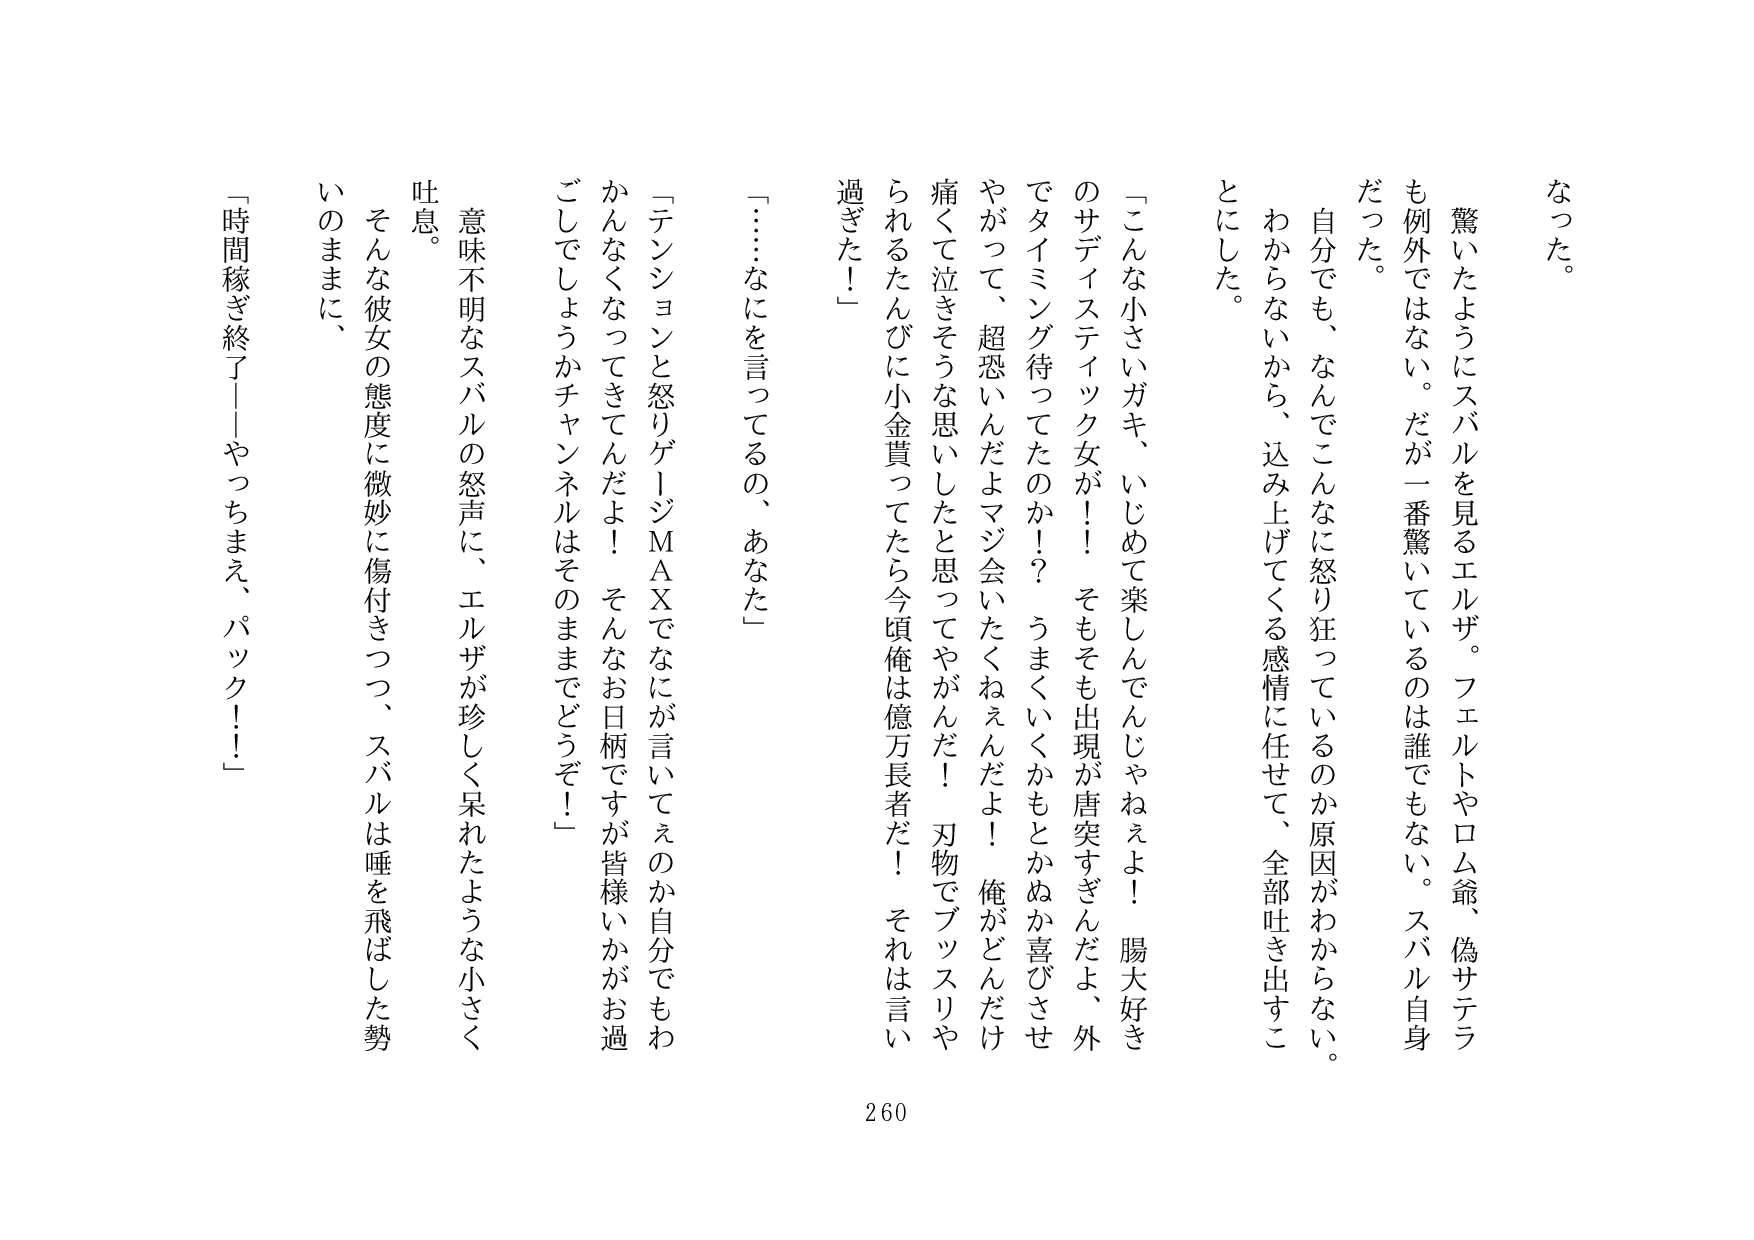 なった。
　驚いたようにスバルを見るエルザ。フェルトやロム爺、偽サテラ
も例外ではない。だが一番驚いているのは誰でもない。スバル自身
だった。
　自分でも、なんでこんなに怒り狂っているのか原因がわからない。
　わからないから、込み上げてくる感情に任せて、全部吐き出すこ
とにした。
「こんな小さいガキ、いじめて楽しんでんじゃねぇよ！　腸大好き
のサディスティック女が！！　そもそも出現が唐突すぎんだよ、外
でタイミング待ってたのか！？　うまくいくかもとかぬか喜びさせ
やがって、超恐いんだよマジ会いたくねぇんだよ！　俺がどんだけ
痛くて泣きそうな思いしたと思ってやがんだ！　刃物でブッスリや
られるたんびに小金貰ってたら今頃俺は億万長者だ！　それは言い
過ぎた！」
「……なにを言ってるの、あなた」
「テンションと怒りゲージＭＡＸでなにが言いてぇのか自分でもわ
かんなくなってきてんだよ！　そんなお日柄ですが皆様いかがお過
ごしでしょうかチャンネルはそのままでどうぞ！」
　意味不明なスバルの怒声に、エルザが珍しく呆れたような小さく
吐息。
　そんな彼女の態度に微妙に傷付きつつ、スバルは唾を飛ばした勢
いのままに、
「時間稼ぎ終了――やっちまえ、パック！！」
260